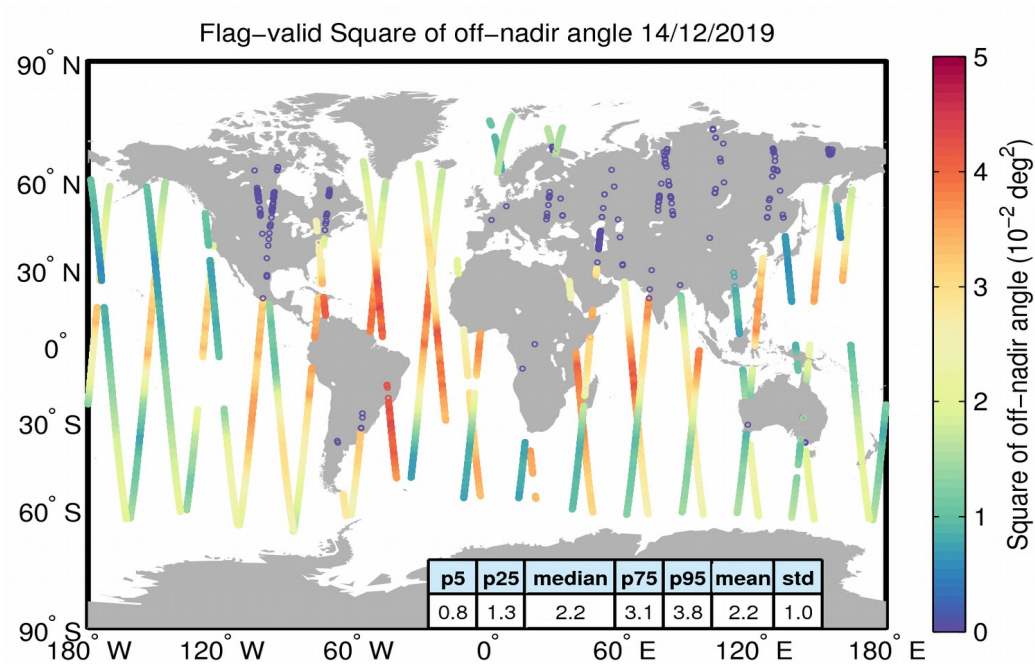 Flag−valid Square of off−nadir angle 14/12/2019
90° N
60° N
30° N
0°
30° S
60° S
90° S
180° W 120° W 60° W 0° 60° E 120° E 180° E
p5 p25 median p75 p95 mean std
0.8 1.3 2.2 3.1 3.8 2.2 1.0
5
4
3
2
1
0
Square of off−nadir angle (10⁻² deg²)